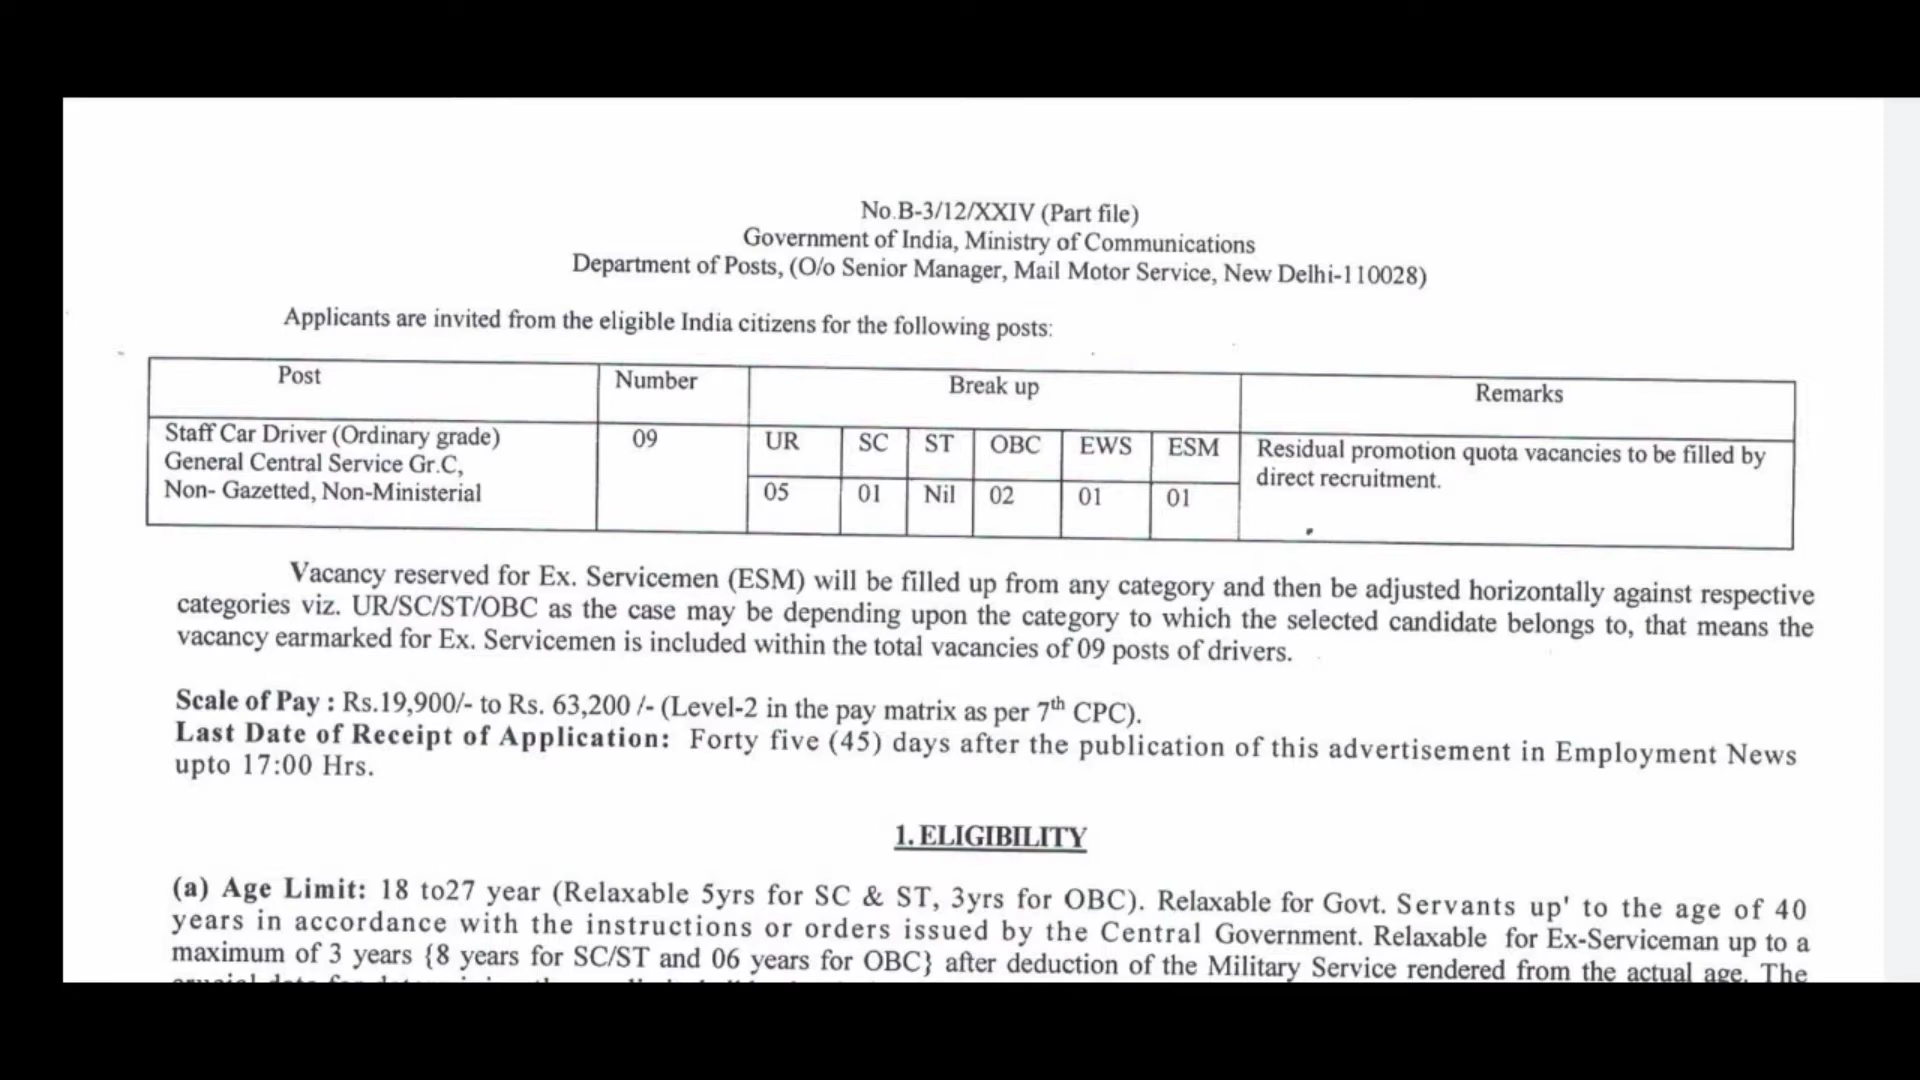 No.B-3/12/XXIV (Part file)
Government of India, Ministry of Communications
Department of Posts, (O/o Senior Manager, Mail Motor Service, New Delhi-110028)
Applicants are invited from the eligible India citizens for the following posts:
Post Number Break up Remarks
Staff Car Driver (Ordinary grade) 09 UR SC ST OBC EWS ESM Residual promotion quota vacancies to be filled by
General Central Service Gr.C, direct recruitment.
Non- Gazetted, Non-Ministerial 05 01 Nil 02 01 01
Vacancy reserved for Ex. Servicemen (ESM) will be filled up from any category and then be adjusted horizontally against respective
categories viz. UR/SC/ST/OBC as the case may be depending upon the category to which the selected candidate belongs to, that means the
vacancy earmarked for Ex. Servicemen is included within the total vacancies of 09 posts of drivers.
Scale of Pay : Rs.19,900/- to Rs. 63,200 /- (Level-2 in the pay matrix as per 7th CPC).
Last Date of Receipt of Application: Forty five (45) days after the publication of this advertisement in Employment News
upto 17:00 Hrs.
1. ELIGIBILITY
(a) Age Limit: 18 to27 year (Relaxable 5yrs for SC & ST, 3yrs for OBC). Relaxable for Govt. Servants up' to the age of 40
years in accordance with the instructions or orders issued by the Central Government. Relaxable for Ex-Serviceman up to a
maximum of 3 years {8 years for SC/ST and 06 years for OBC} after deduction of the Military Service rendered from the actual age. The